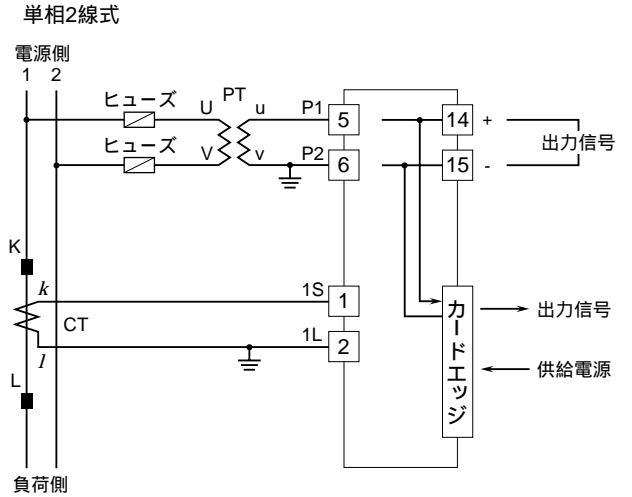 単相2線式
電源側
1 2
ヒューズ
U
PT
u
P1
5
14
+
出力信号
ヒューズ
V
v
P2
6
15
-
K
k
1S
1
カードエッジ
出力信号
CT
1L
2
l
供給電源
L
負荷側